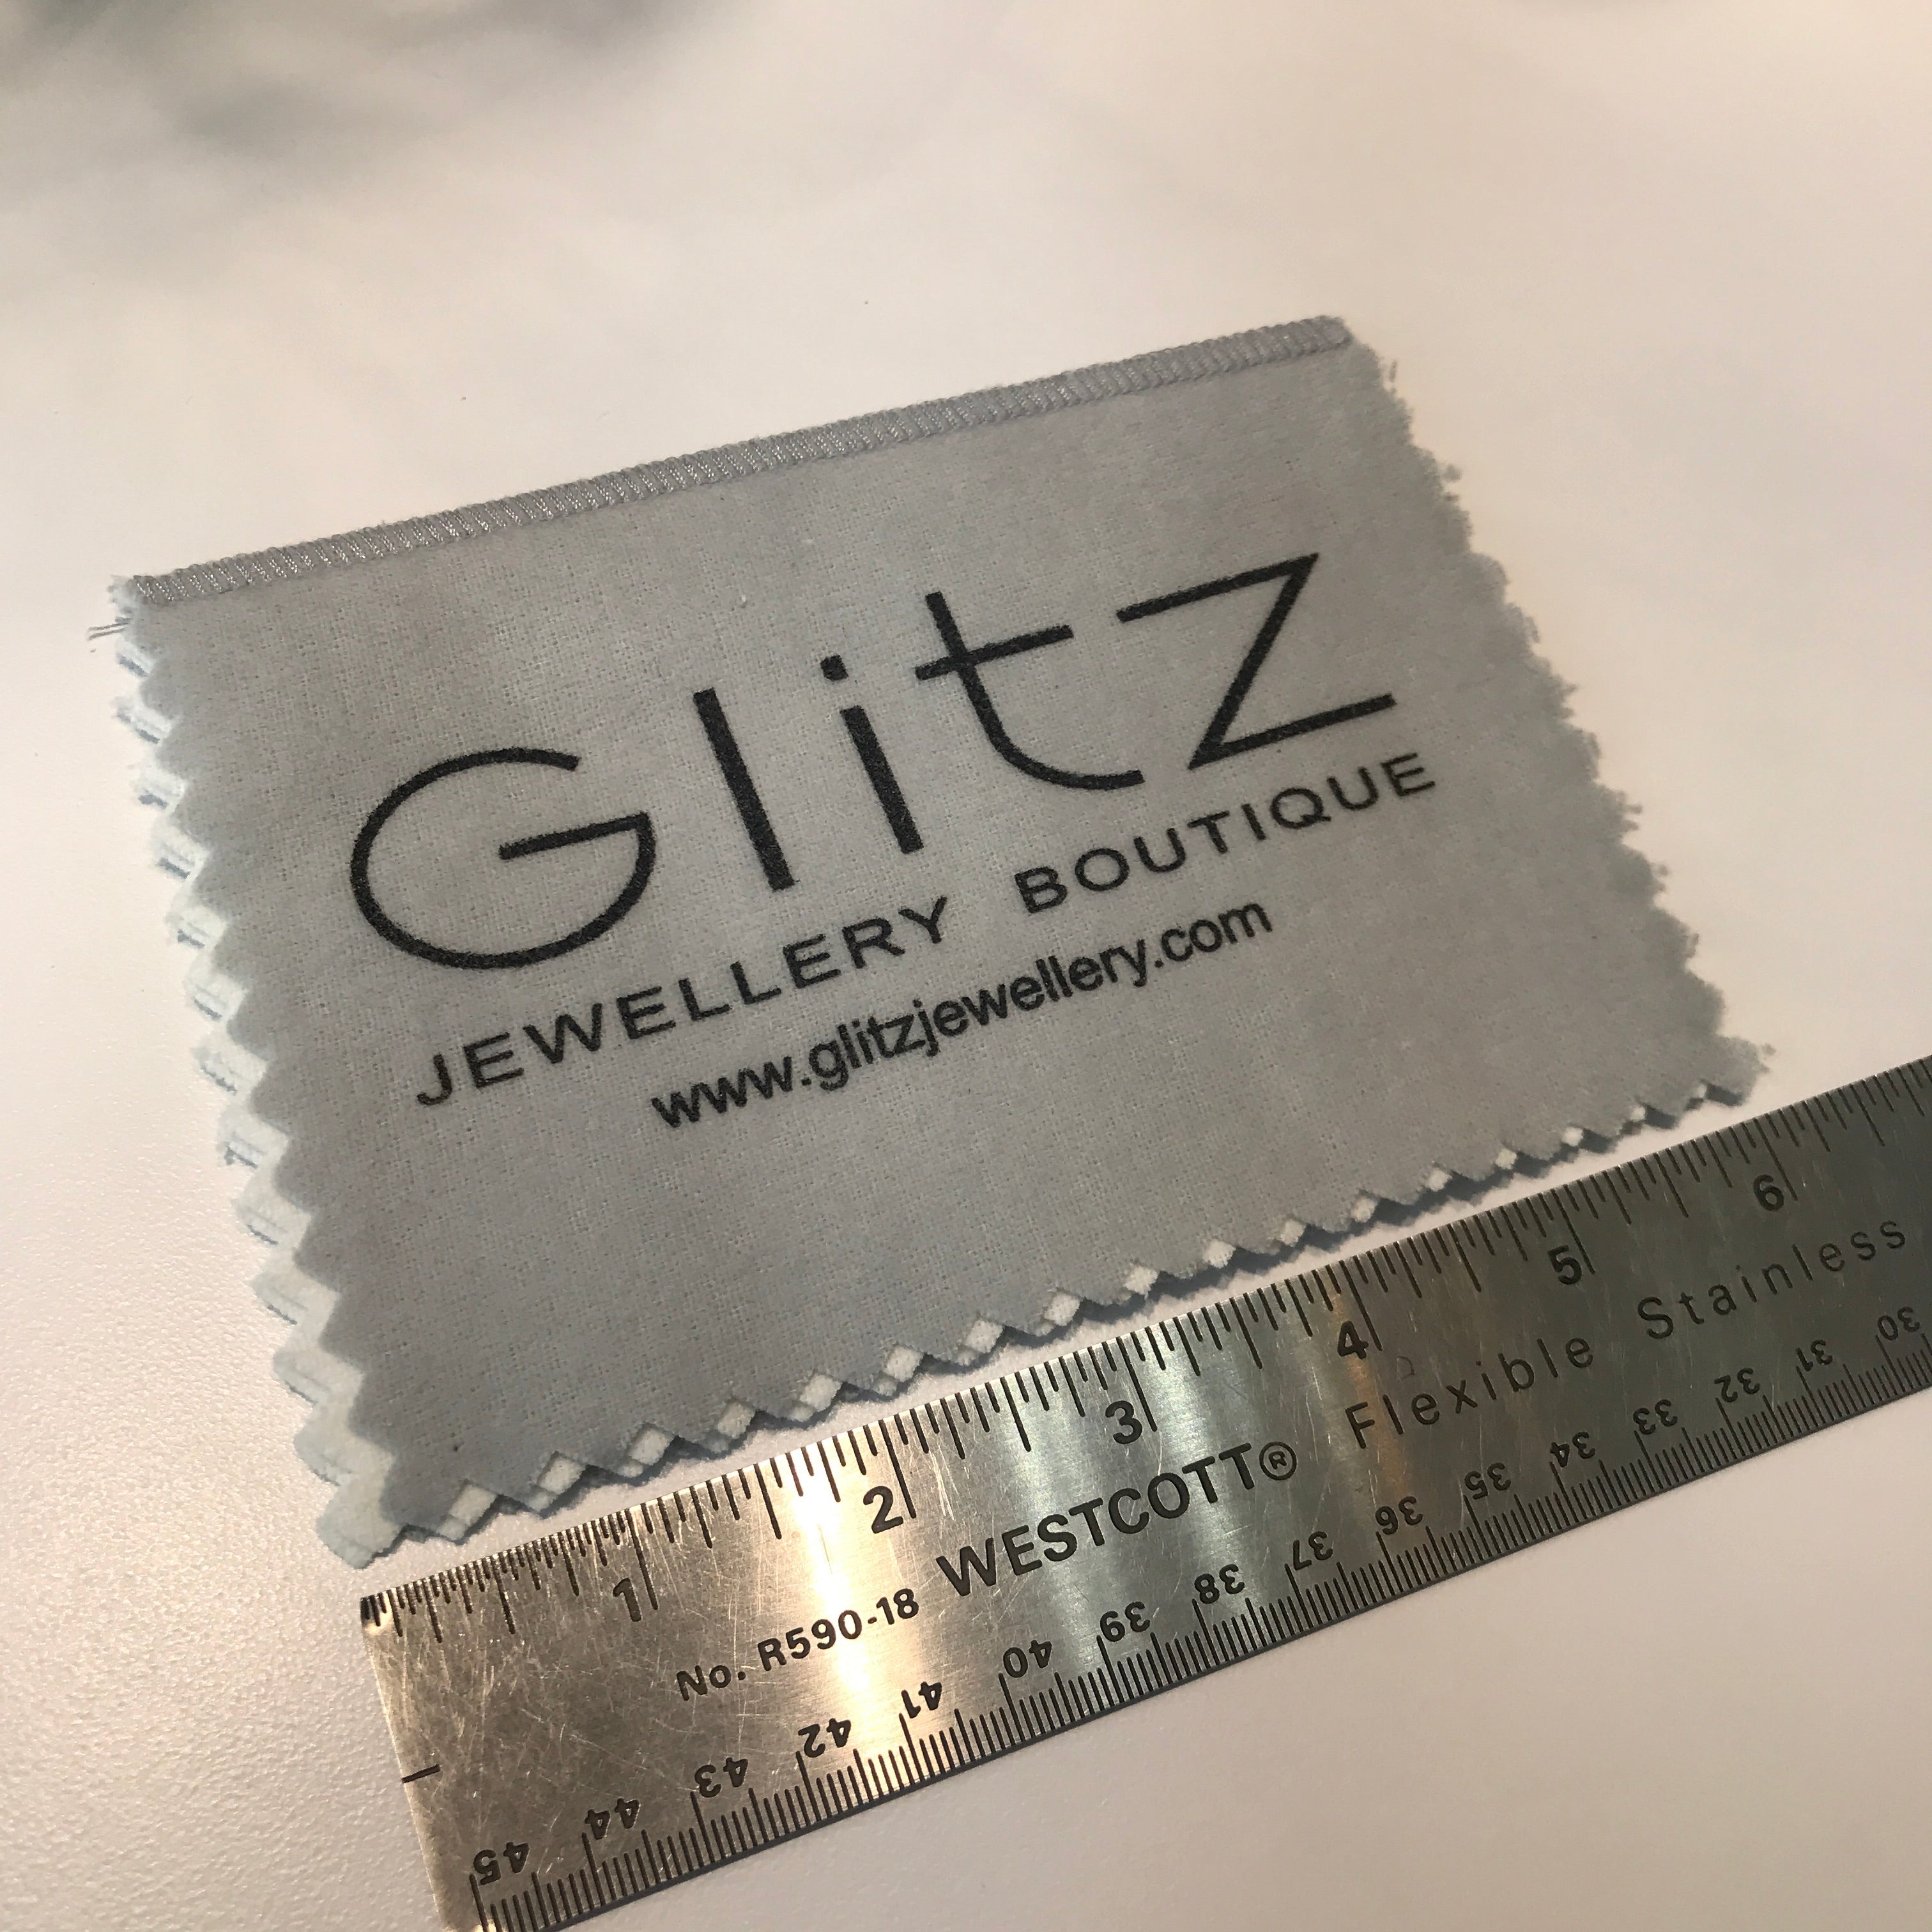 Glitz
JEWELLERY BOUTIQUE
www.glitzjewellery.com
1 2 3 4 5 6
No. R590-18 WESTCOTT® Flexible Stainless
45 44 43 42 41 40 39 38 37 36 35 34 33 32 31 30